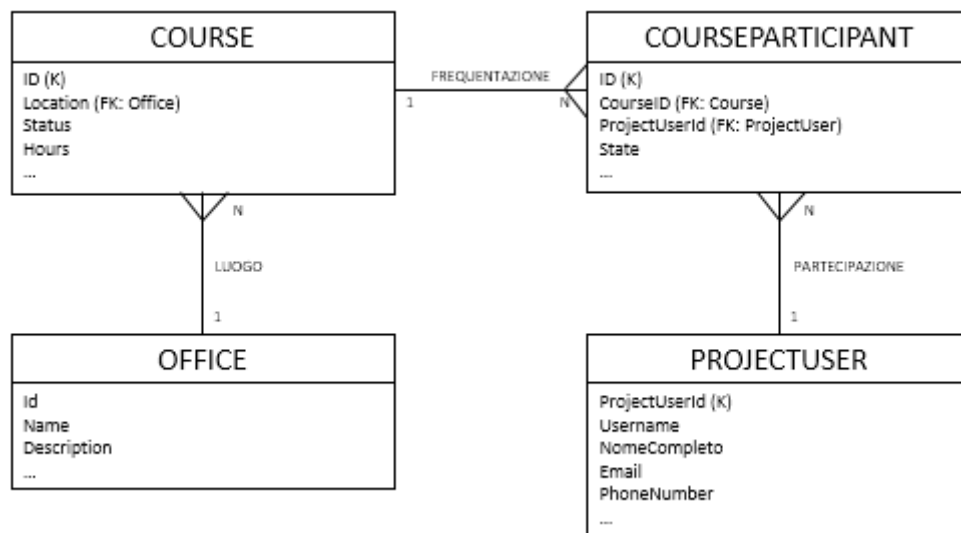 COURSE
ID (K)
Location (FK: Office)
Status
Hours
...
FREQUENTAZIONE
1
N
COURSEPARTICIPANT
ID (K)
CourseID (FK: Course)
ProjectUserId (FK: ProjectUser)
State
...
N
LUOGO
1
N
PARTECIPAZIONE
1
OFFICE
Id
Name
Description
...
PROJECTUSER
ProjectUserId (K)
Username
NomeCompleto
Email
PhoneNumber
...